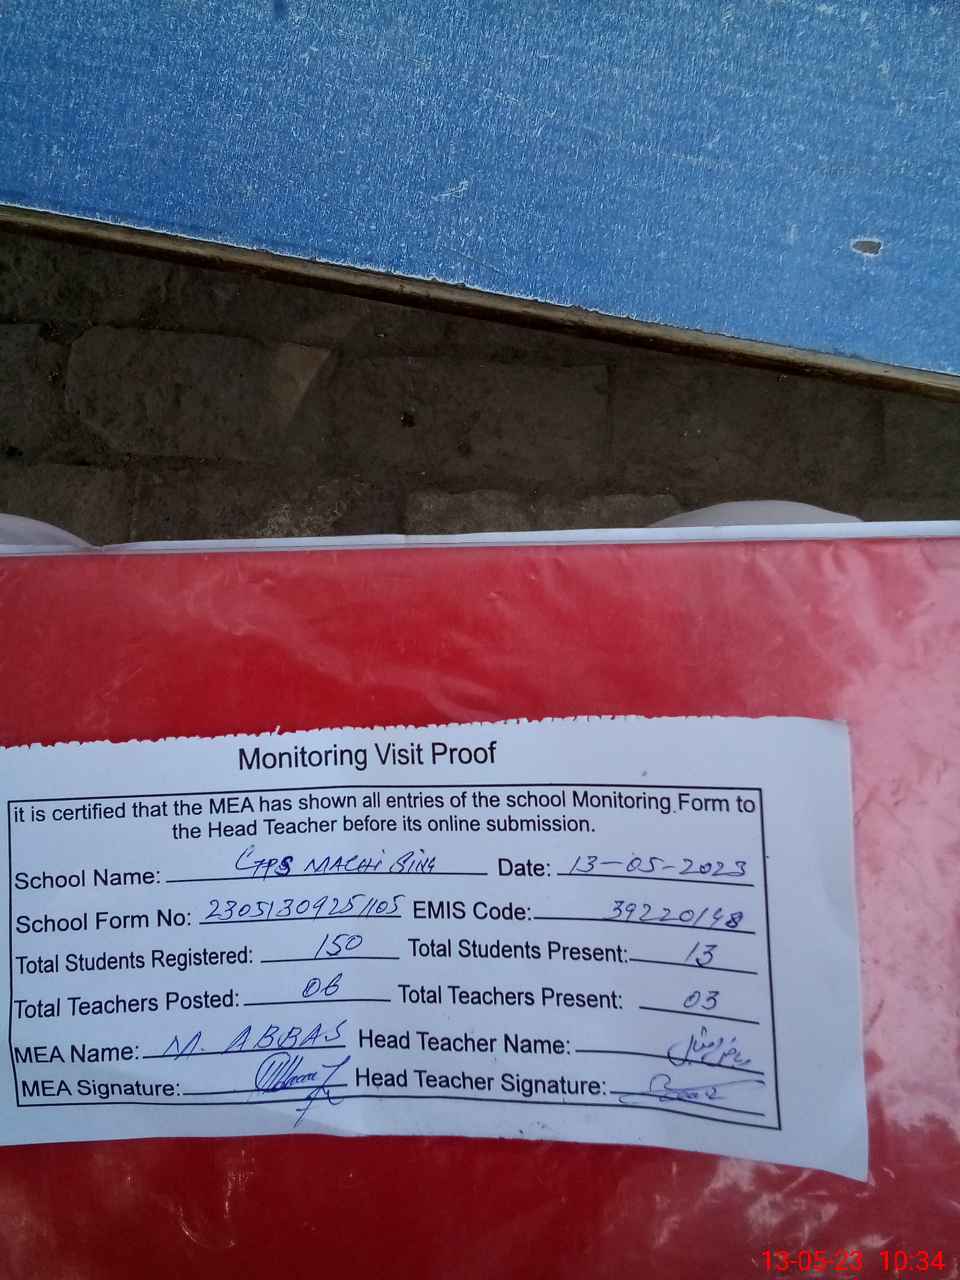 Monitoring Visit Proof
it is certified that the MEA has shown all entries of the school Monitoring Form to
the Head Teacher before its online submission.
School Name: GPS MACHI Date: 13-05-2023
School Form No: 23051309251105 EMIS Code: 39220148
Total Students Registered: 150 Total Students Present: 13
Total Teachers Posted: 06 Total Teachers Present: 03
MEA Name: M. ABBAS Head Teacher Name:
MEA Signature: Head Teacher Signature:
13-05-23 10:34